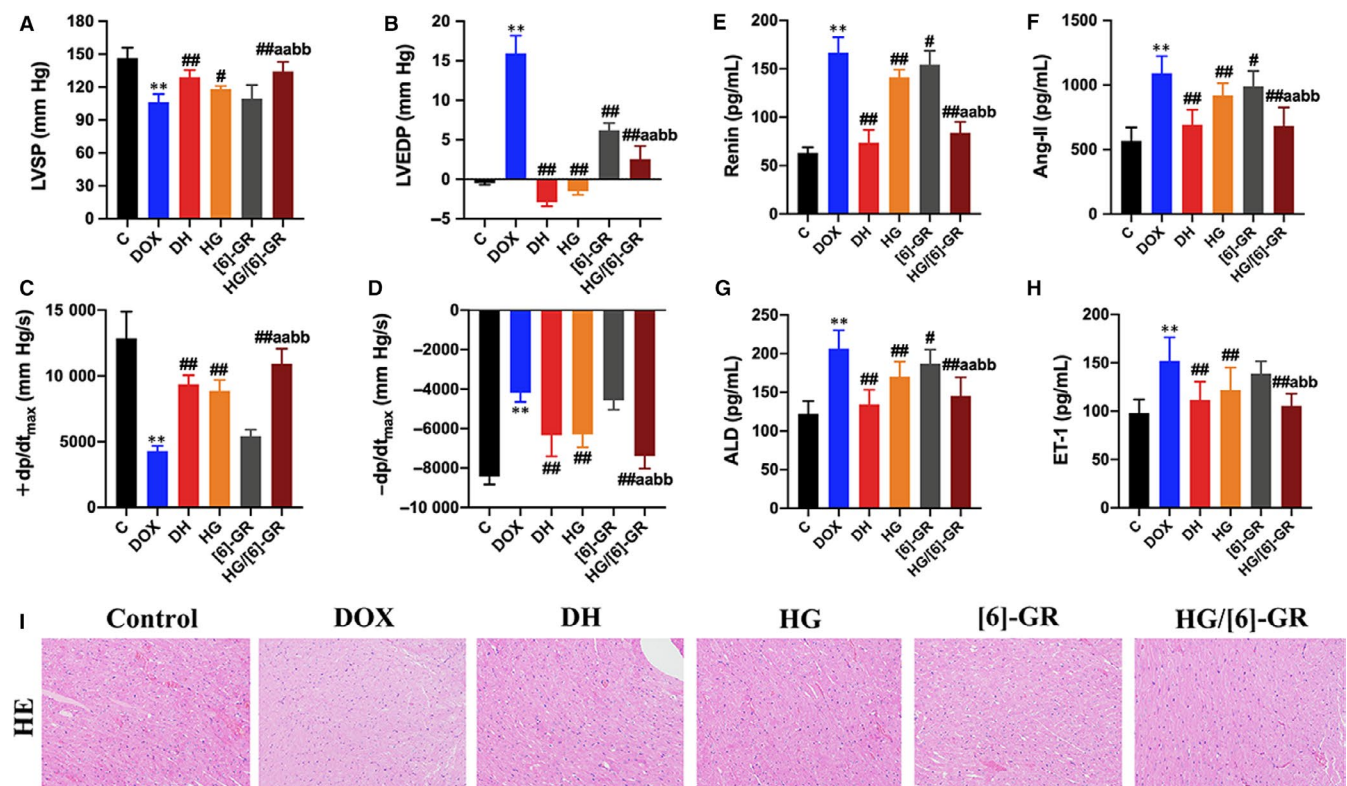 A
LVSP (mm Hg)
180
150
120
90
60
30
0
**
##
#
##aabb
C
DOX
DH
HG
[6]-GR
HG/[6]-GR
B
LVEDP (mm Hg)
20
15
10
5
0
−5
**
##
##
##
##aabb
C
DOX
DH
HG
[6]-GR
HG/[6]-GR
E
Renin (pg/mL)
200
150
100
50
0
**
##
##
#
##aabb
C
DOX
DH
HG
[6]-GR
HG/[6]-GR
F
Ang-II (pg/mL)
1500
1000
500
0
**
##
##
#
##aabb
C
DOX
DH
HG
[6]-GR
HG/[6]-GR
C
+dp/dtmax (mm Hg/s)
15 000
10 000
5000
0
**
##
##
##aabb
C
DOX
DH
HG
[6]-GR
HG/[6]-GR
D
−dp/dtmax (mm Hg/s)
0
−2000
−4000
−6000
−8000
−10 000
**
##
##
##aabb
C
DOX
DH
HG
[6]-GR
HG/[6]-GR
G
ALD (pg/mL)
250
200
150
100
50
0
**
##
##
#
##aabb
C
DOX
DH
HG
[6]-GR
HG/[6]-GR
H
ET-1 (pg/mL)
200
150
100
50
0
**
##
##
##abb
C
DOX
DH
HG
[6]-GR
HG/[6]-GR
I
Control
DOX
DH
HG
[6]-GR
HG/[6]-GR
HE